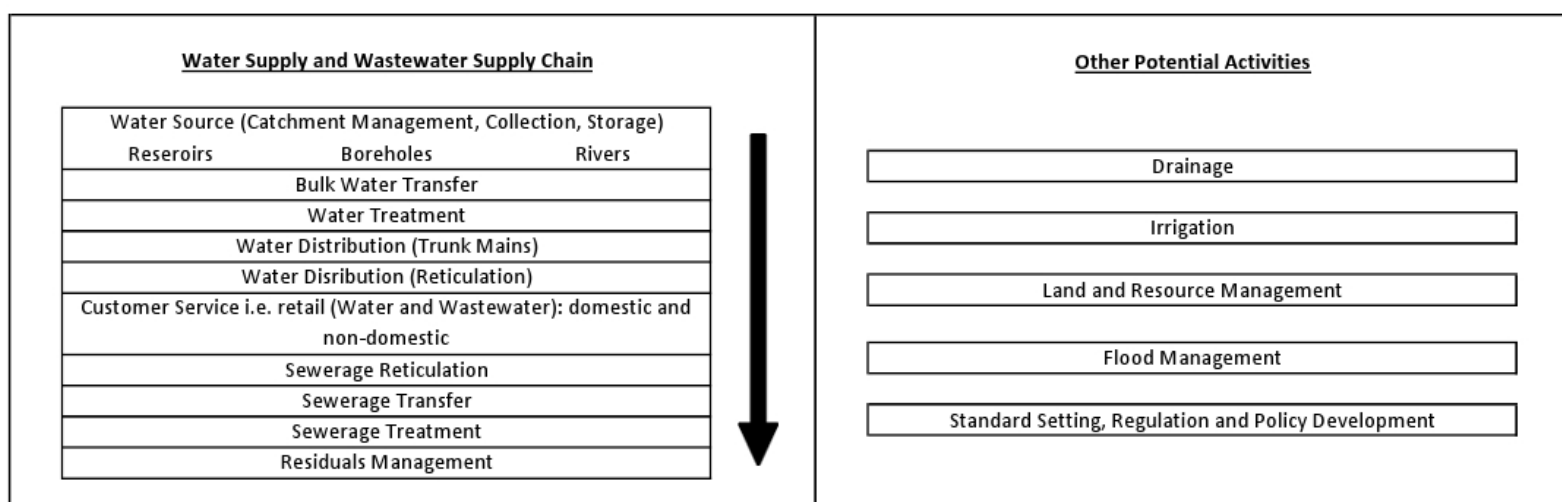 Water Supply and Wastewater Supply Chain
Water Source (Catchment Management, Collection, Storage)
Reseroirs Boreholes Rivers
Bulk Water Transfer
Water Treatment
Water Distribution (Trunk Mains)
Water Disribution (Reticulation)
Customer Service i.e. retail (Water and Wastewater): domestic and
non-domestic
Sewerage Reticulation
Sewerage Transfer
Sewerage Treatment
Residuals Management
Other Potential Activities
Drainage
Irrigation
Land and Resource Management
Flood Management
Standard Setting, Regulation and Policy Development